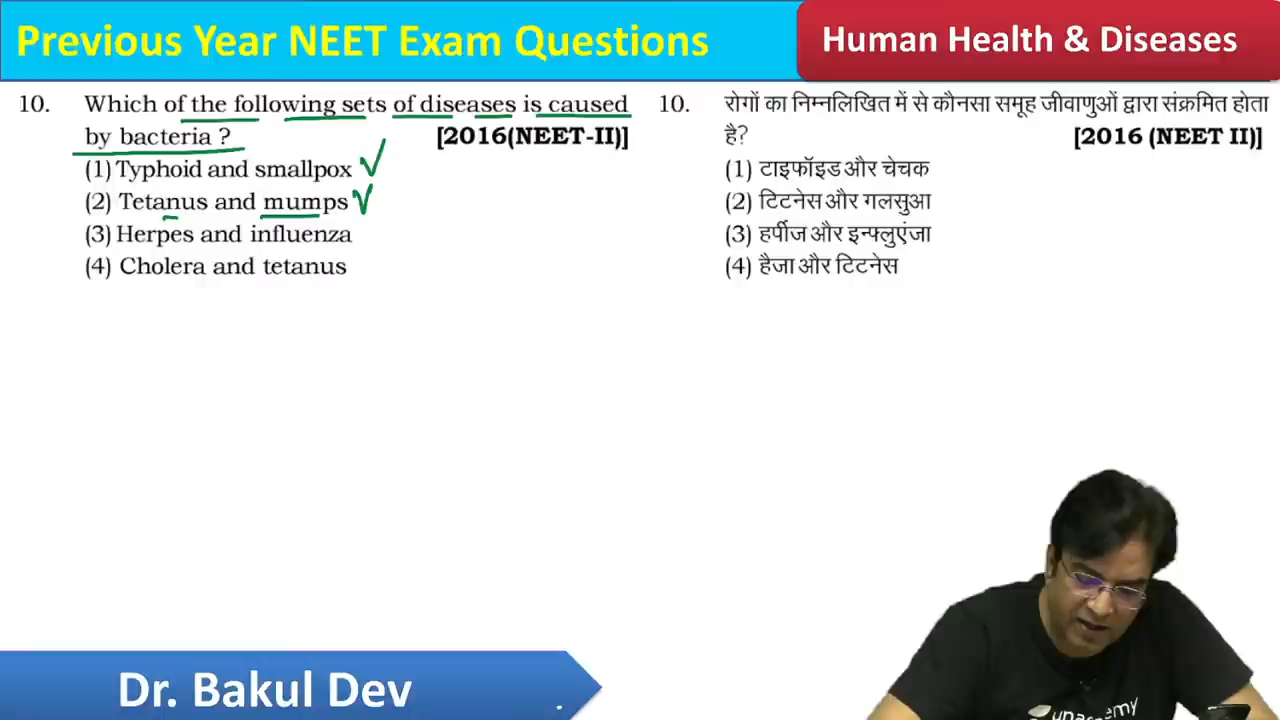 Previous Year NEET Exam Questions
Human Health & Diseases
10. Which of the following sets of diseases is caused
by bacteria ? [2016(NEET-II)]
(1) Typhoid and smallpox
(2) Tetanus and mumps
(3) Herpes and influenza
(4) Cholera and tetanus
10. रोगों का निम्नलिखित में से कौनसा समूह जीवाणुओं द्वारा संक्रमित होता
है? [2016 (NEET II)]
(1) टाइफॉइड और चेचक
(2) टिटनेस और गलसुआ
(3) हर्पीज और इन्फ्लुएंजा
(4) हैजा और टिटनेस
unacademy
Dr. Bakul Dev